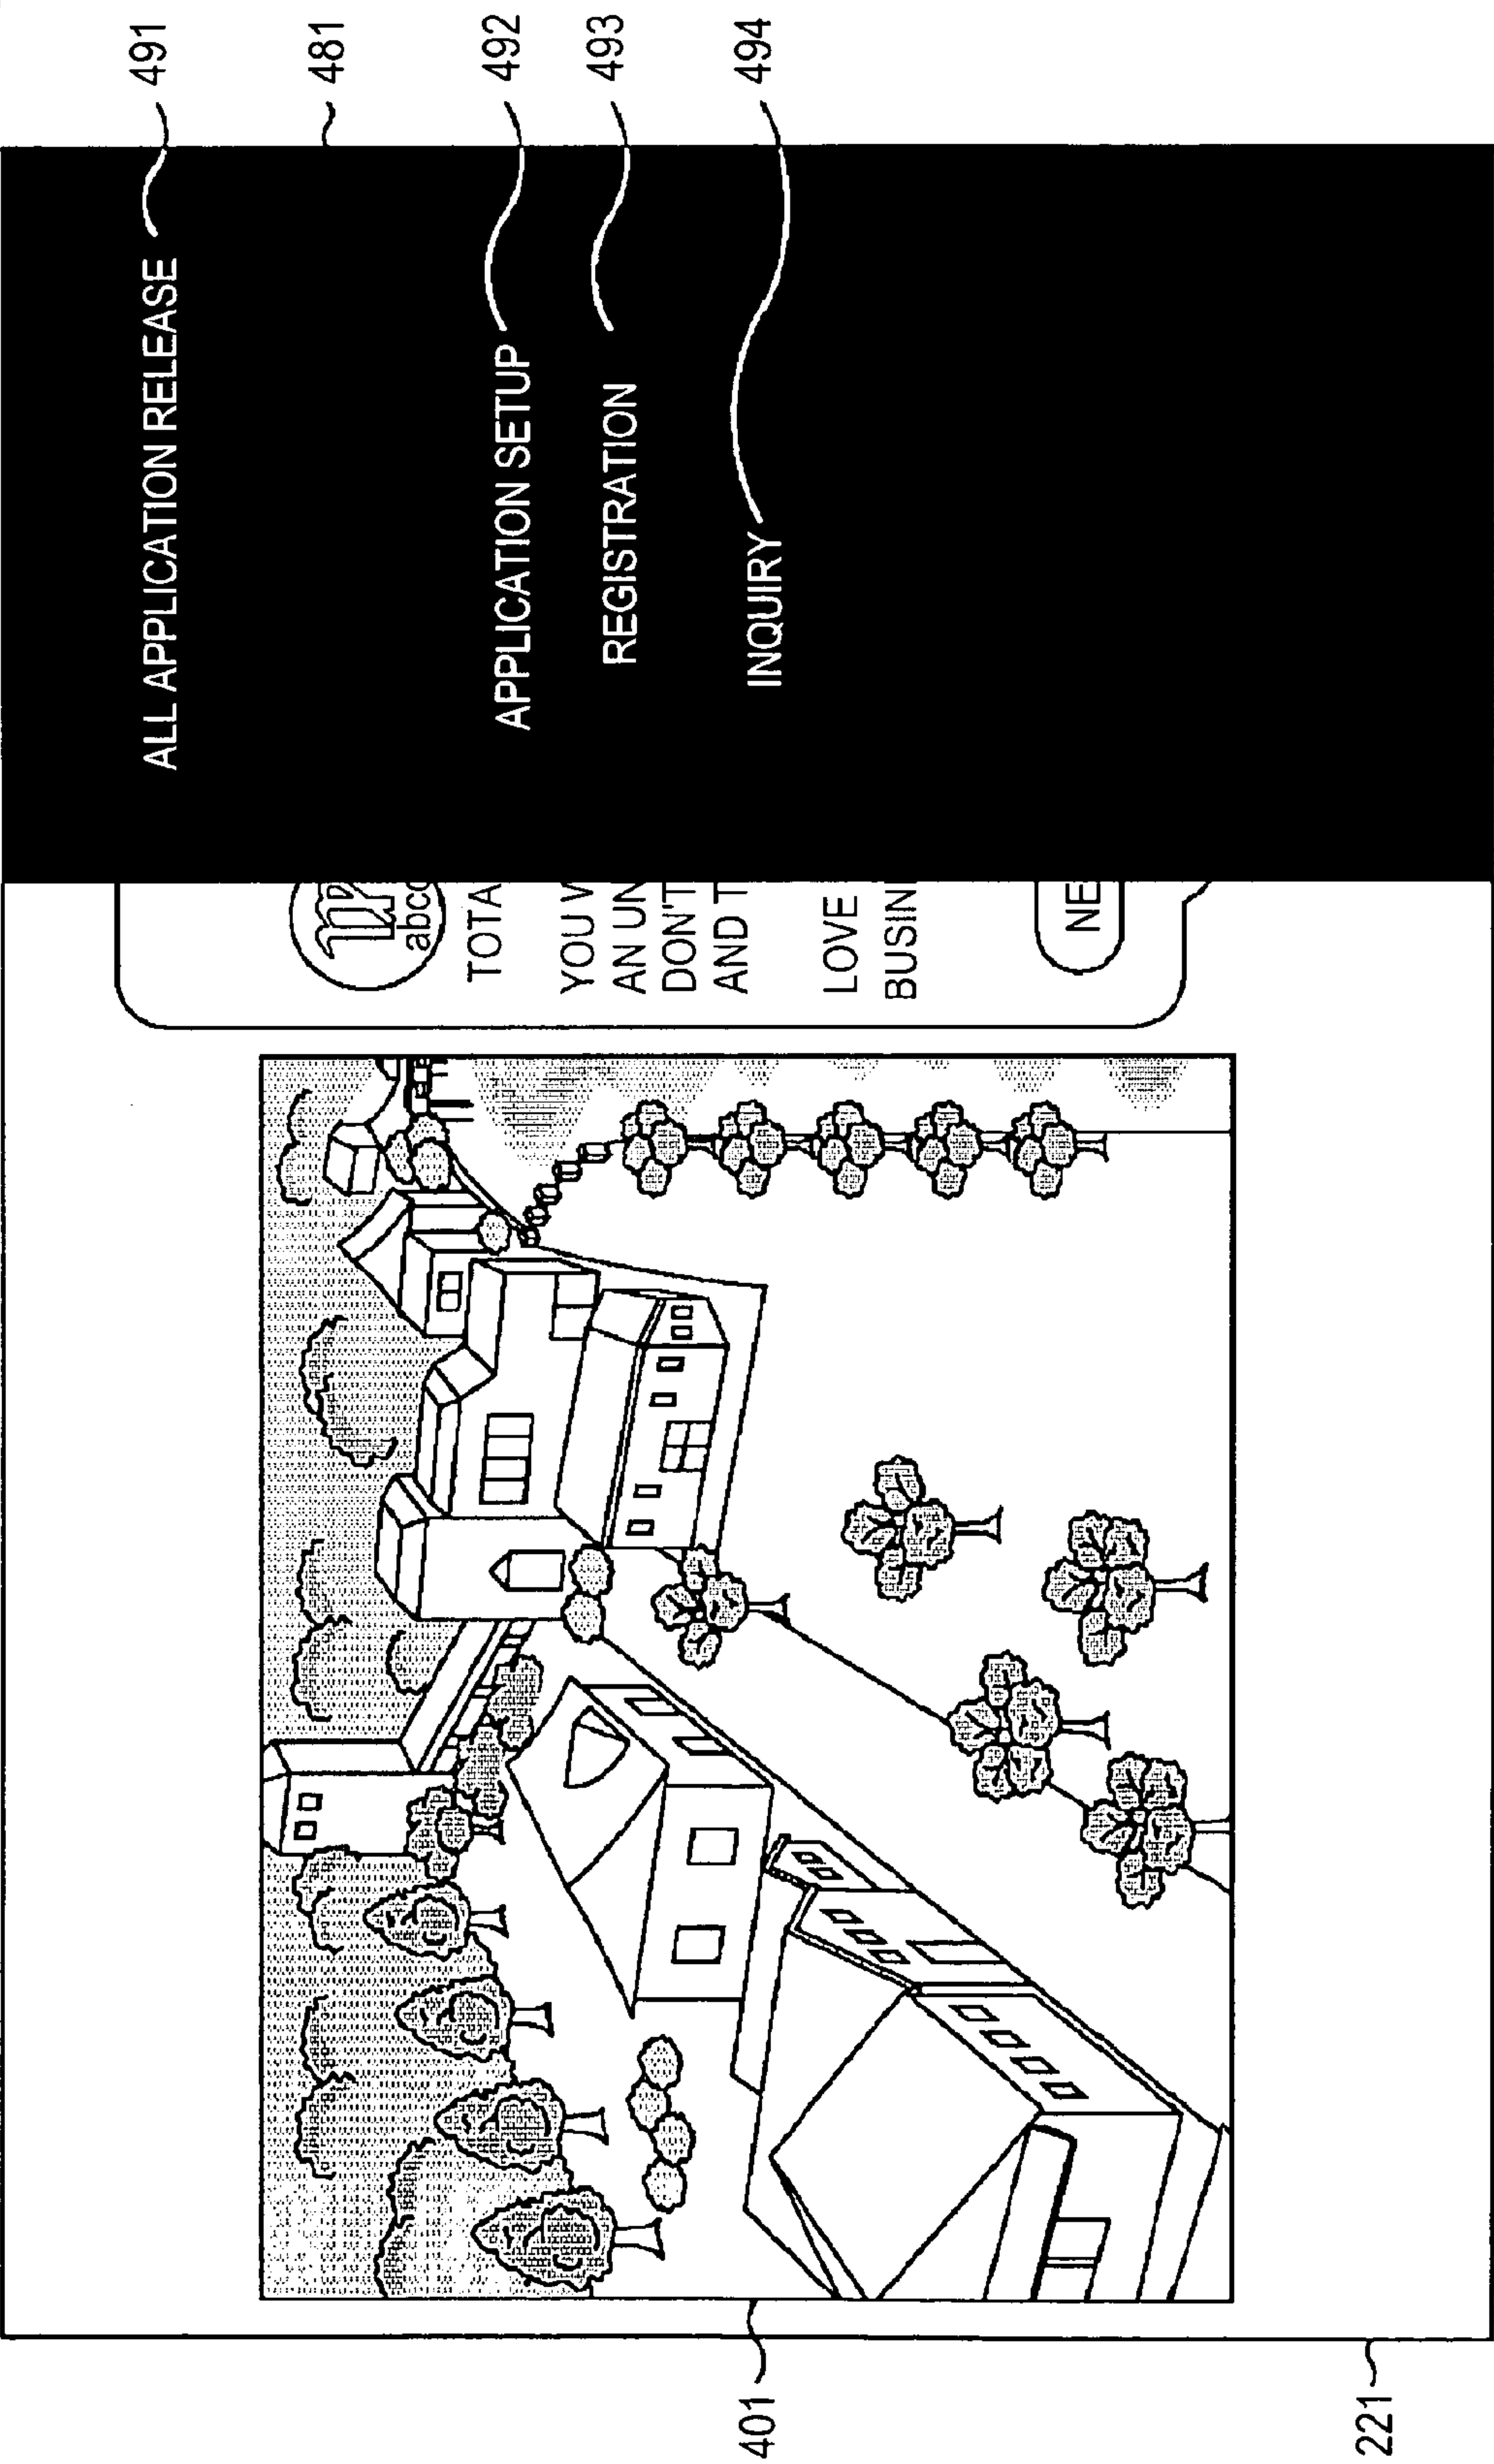 491
ALL APPLICATION RELEASE
481
492
APPLICATION SETUP
493
REGISTRATION
494
INQUIRY
abcc
TOTA
YOU V
AN UN
DON'T
AND T
LOVE
BUSIN
NE
401
221